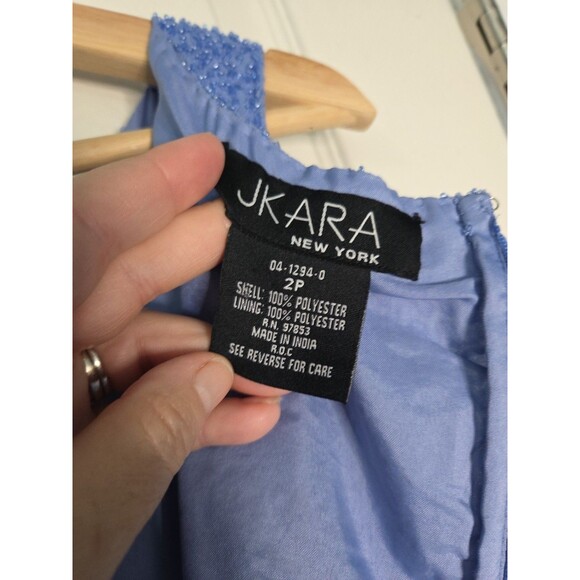 JKARA
NEW YORK
04-1294-0
2P
SHELL: 100% POLYESTER
LINING: 100% POLYESTER
R.N. 97853
MADE IN INDIA
R.O.C
SEE REVERSE FOR CARE